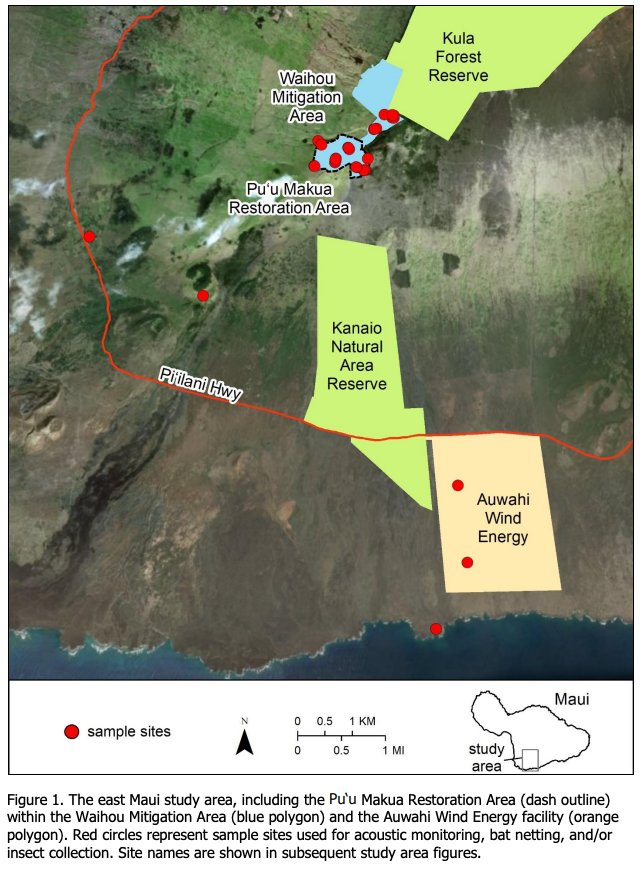 Kula
Forest
Reserve
Waihou
Mitigation
Area
Pu‘u Makua
Restoration Area
Kanaio
Natural
Area
Reserve
Pi‘ilani Hwy
Auwahi
Wind
Energy
sample sites
N
0 0.5 1 KM
0 0.5 1 MI
Maui
study
area
Figure 1. The east Maui study area, including the Pu‘u Makua Restoration Area (dash outline)
within the Waihou Mitigation Area (blue polygon) and the Auwahi Wind Energy facility (orange
polygon). Red circles represent sample sites used for acoustic monitoring, bat netting, and/or
insect collection. Site names are shown in subsequent study area figures.